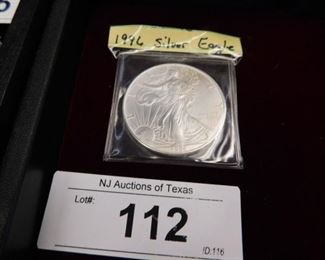 1996 Silver Eagle
NJ Auctions of Texas
Lot#:
112
ID:116